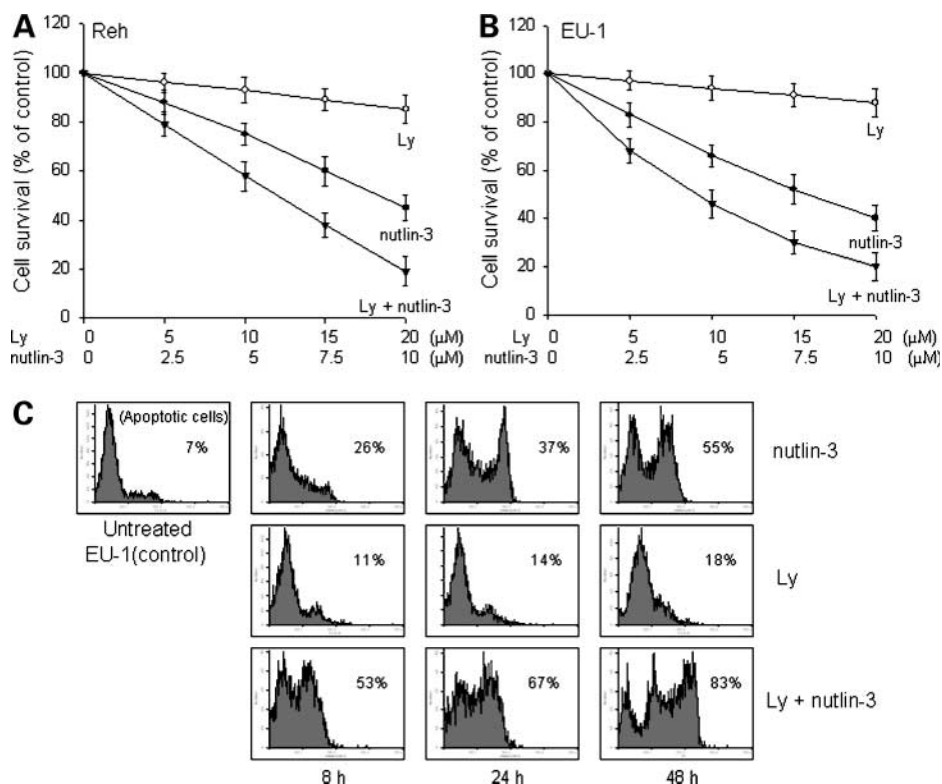 A
Reh
Cell survival (% of control)
120
100
80
60
40
20
0
Ly
nutlin-3
Ly + nutlin-3
Ly 0 5 10 15 20 (μM)
nutlin-3 0 2.5 5 7.5 10 (μM)
B
EU-1
Cell survival (% of control)
120
100
80
60
40
20
0
Ly
nutlin-3
Ly + nutlin-3
Ly 0 5 10 15 20 (μM)
nutlin-3 0 2.5 5 7.5 10 (μM)
C
(Apoptotic cells)
7%
Untreated
EU-1(control)
26% 37% 55% nutlin-3
11% 14% 18% Ly
53% 67% 83% Ly + nutlin-3
8 h 24 h 48 h